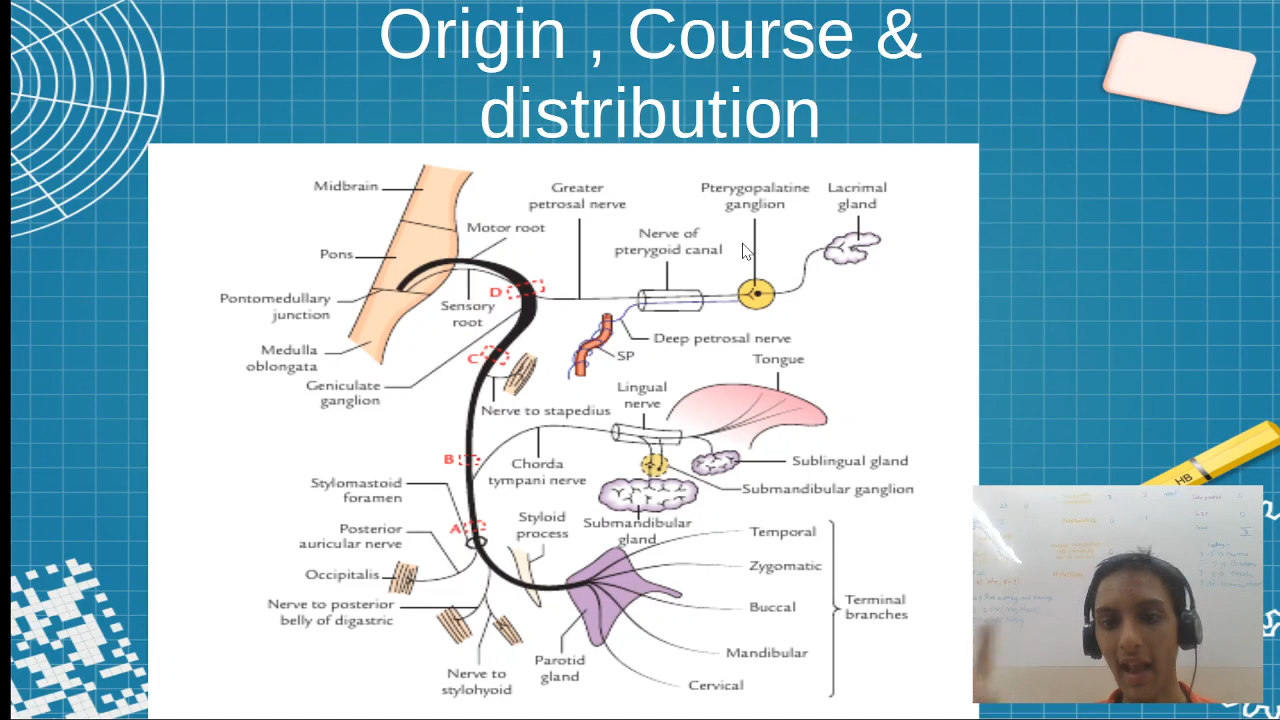 Origin , Course &
distribution
Midbrain
Greater
petrosal nerve
Pterygopalatine
ganglion
Lacrimal
gland
Motor root
Nerve of
pterygoid canal
Pons
D
Pontomedullary
junction
Sensory
root
Deep petrosal nerve
SP
Medulla
oblongata
C
Tongue
Geniculate
ganglion
Lingual
nerve
Nerve to stapedius
B
Chorda
tympani nerve
Sublingual gland
Stylomastoid
foramen
Submandibular ganglion
Styloid
process
Submandibular
gland
A
Posterior
auricular nerve
Temporal
Occipitalis
Zygomatic
Nerve to posterior
belly of digastric
Buccal
Terminal
branches
Mandibular
Parotid
gland
Nerve to
stylohyoid
Cervical
HB